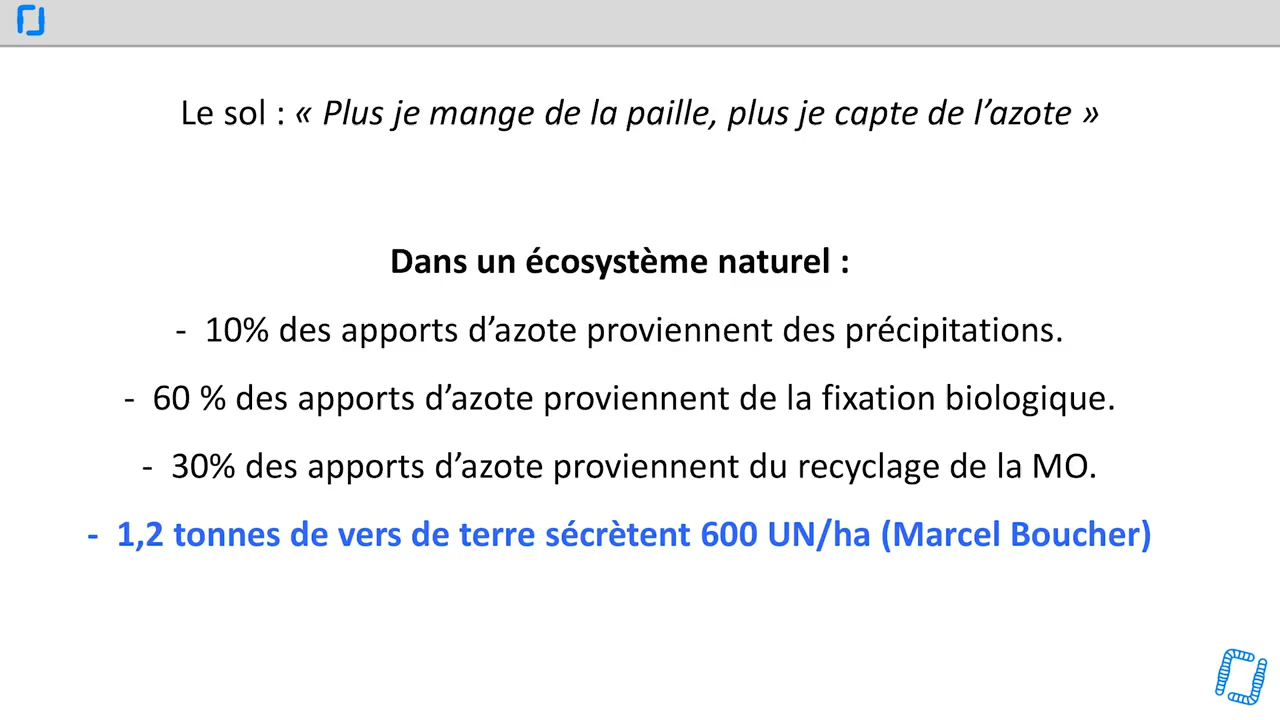 Le sol : « Plus je mange de la paille, plus je capte de l’azote »
Dans un écosystème naturel :
- 10% des apports d’azote proviennent des précipitations.
- 60 % des apports d’azote proviennent de la fixation biologique.
- 30% des apports d’azote proviennent du recyclage de la MO.
- 1,2 tonnes de vers de terre sécrètent 600 UN/ha (Marcel Boucher)